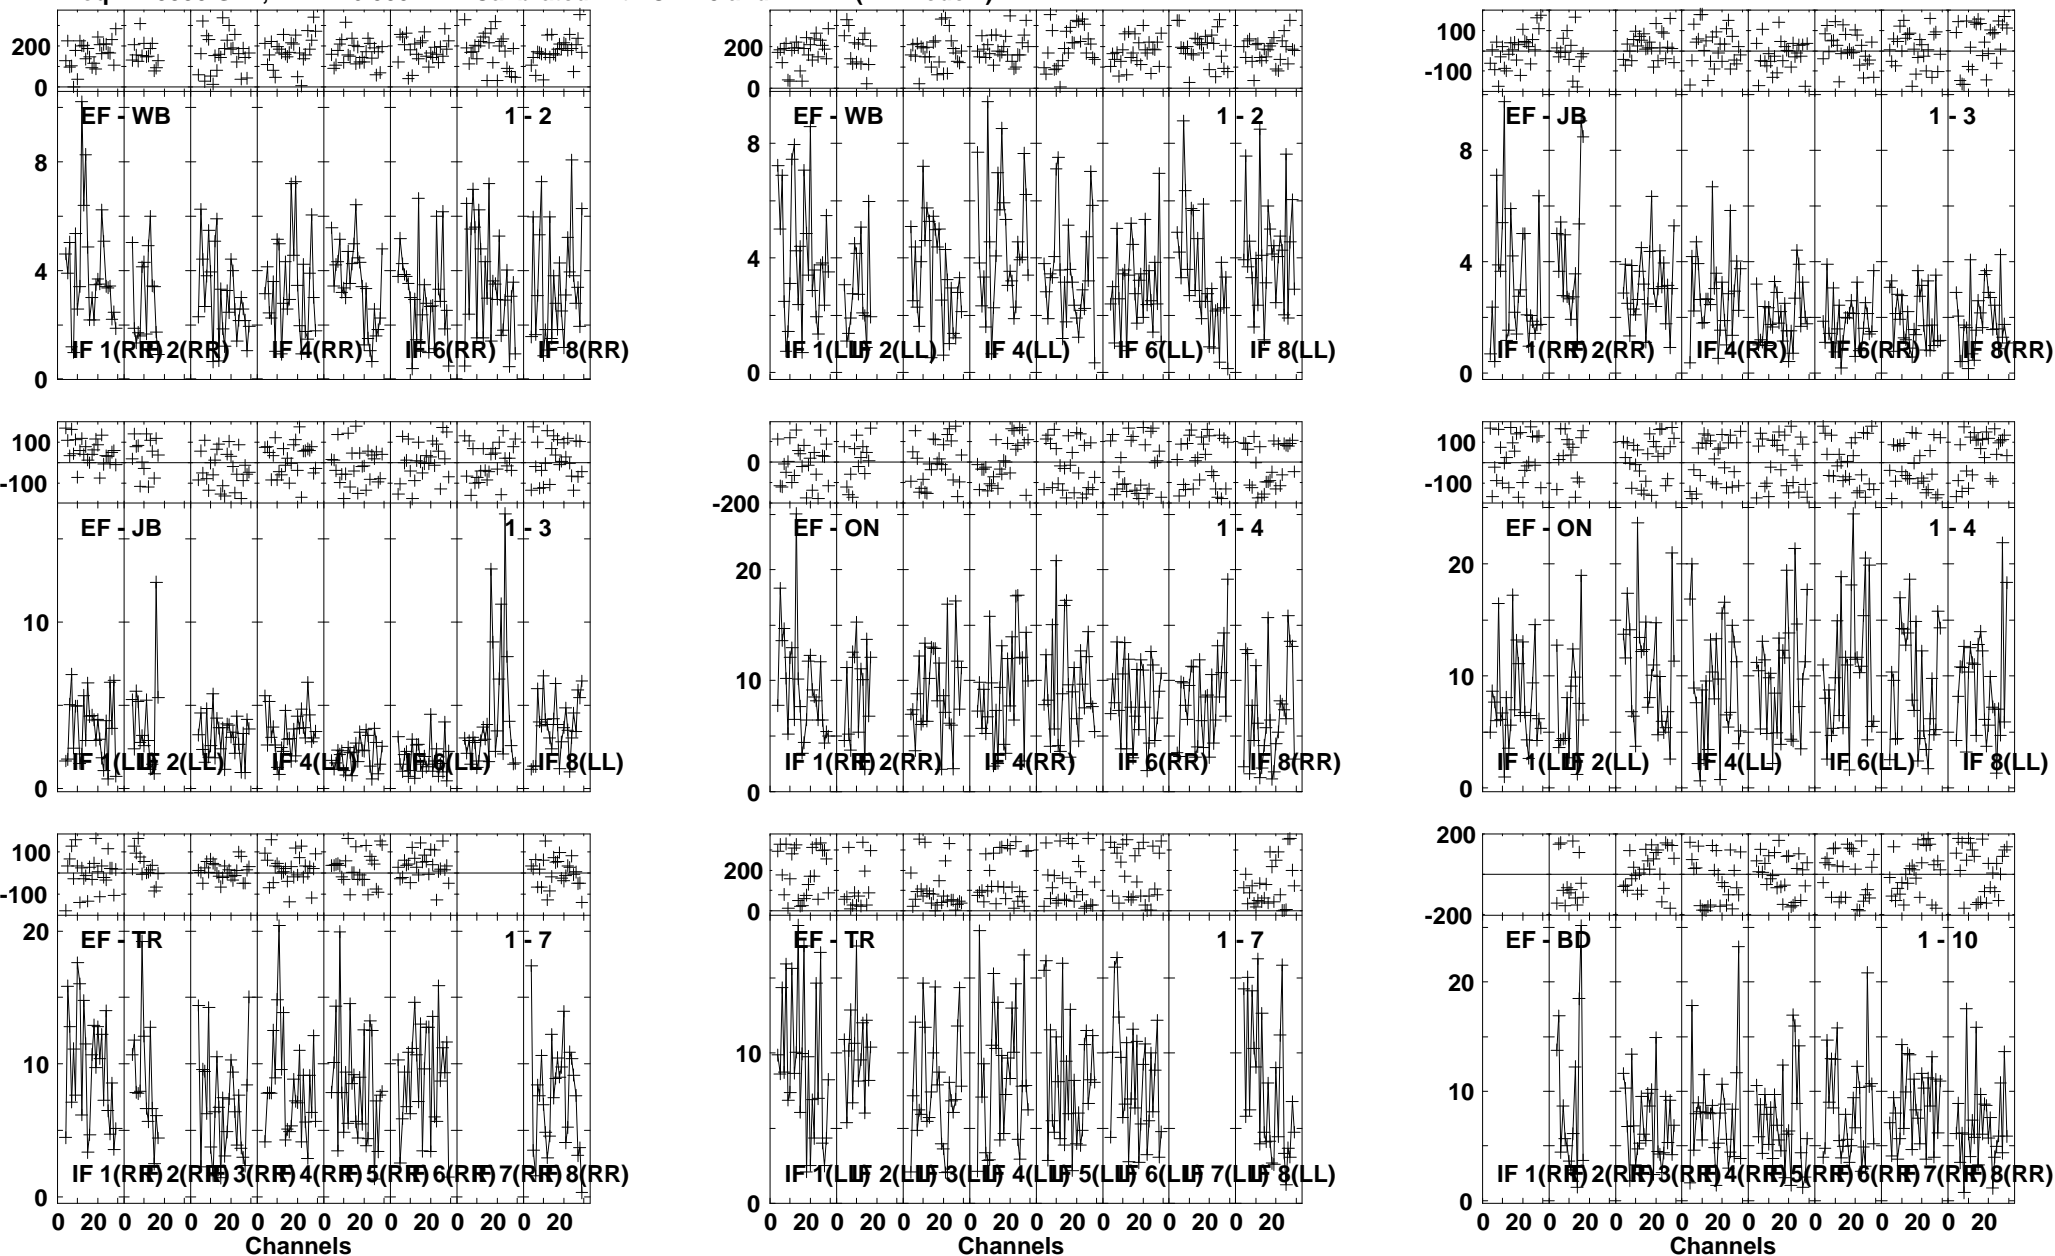 200
0
EF - WB 1 - 2
8
4
0
IF 1(RR) IF 2(RR) IF 4(RR) IF 6(RR) IF 8(RR)
200
0
EF - WB 1 - 2
8
4
0
IF 1(LL) IF 2(LL) IF 4(LL) IF 6(LL) IF 8(LL)
100
-100
EF - JB 1 - 3
8
4
0
IF 1(RR) IF 2(RR) IF 4(RR) IF 6(RR) IF 8(RR)
100
-100
EF - JB 1 - 3
10
0
IF 1(LL) IF 2(LL) IF 4(LL) IF 6(LL) IF 8(LL)
0
-200
EF - ON 1 - 4
20
10
0
IF 1(RR) IF 2(RR) IF 4(RR) IF 6(RR) IF 8(RR)
100
-100
EF - ON 1 - 4
20
10
0
IF 1(LL) IF 2(LL) IF 4(LL) IF 6(LL) IF 8(LL)
100
-100
EF - TR 1 - 7
20
10
0
IF 1(RR) IF 2(RR) IF 3(RR) IF 4(RR) IF 5(RR) IF 6(RR) IF 7(RR) IF 8(RR)
0 20 0 20 0 20 0 20 0 20 0 20 0 20 0 20
Channels
200
0
EF - TR 1 - 7
10
0
IF 1(LL) IF 2(LL) IF 3(LL) IF 4(LL) IF 5(LL) IF 6(LL) IF 7(LL) IF 8(LL)
0 20 0 20 0 20 0 20 0 20 0 20 0 20 0 20
Channels
200
-200
EF - BD 1 - 10
20
10
0
IF 1(RR) IF 2(RR) IF 3(RR) IF 4(RR) IF 5(RR) IF 6(RR) IF 7(RR) IF 8(RR)
0 20 0 20 0 20 0 20 0 20 0 20 0 20 0 20
Channels